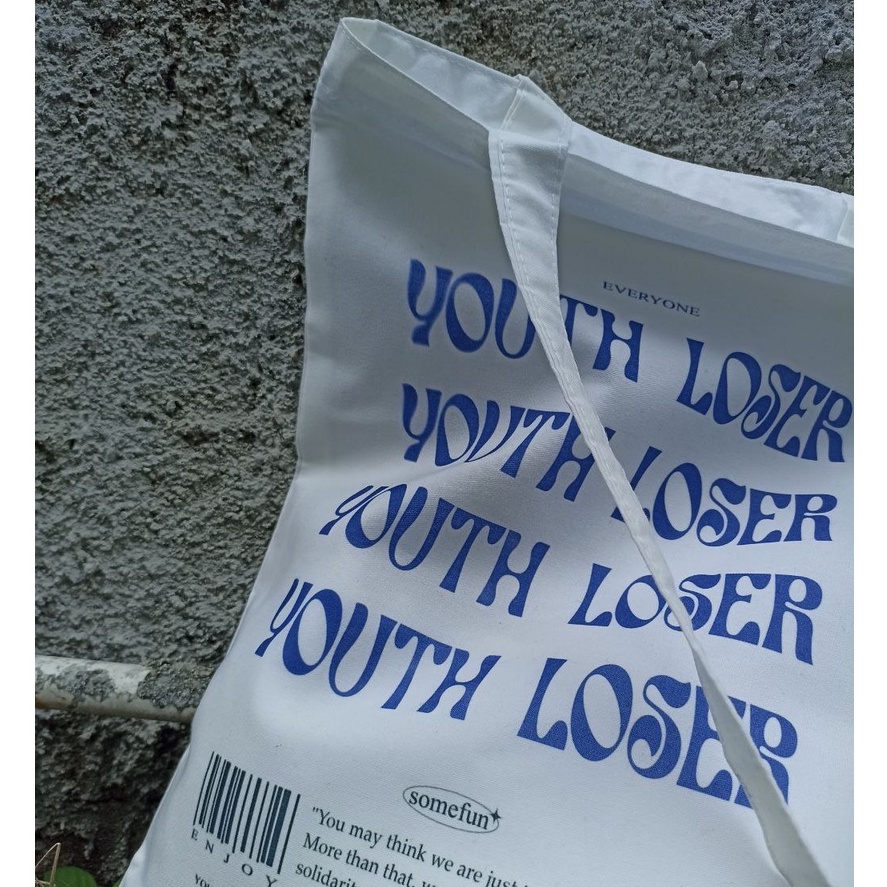 EVERYONE
YOUTH LOSER
YOUTH LOSER
YOUTH LOSER
YOUTH LOSER
somefun
ENJOY
"You may think we are just
More than that,
solidarit